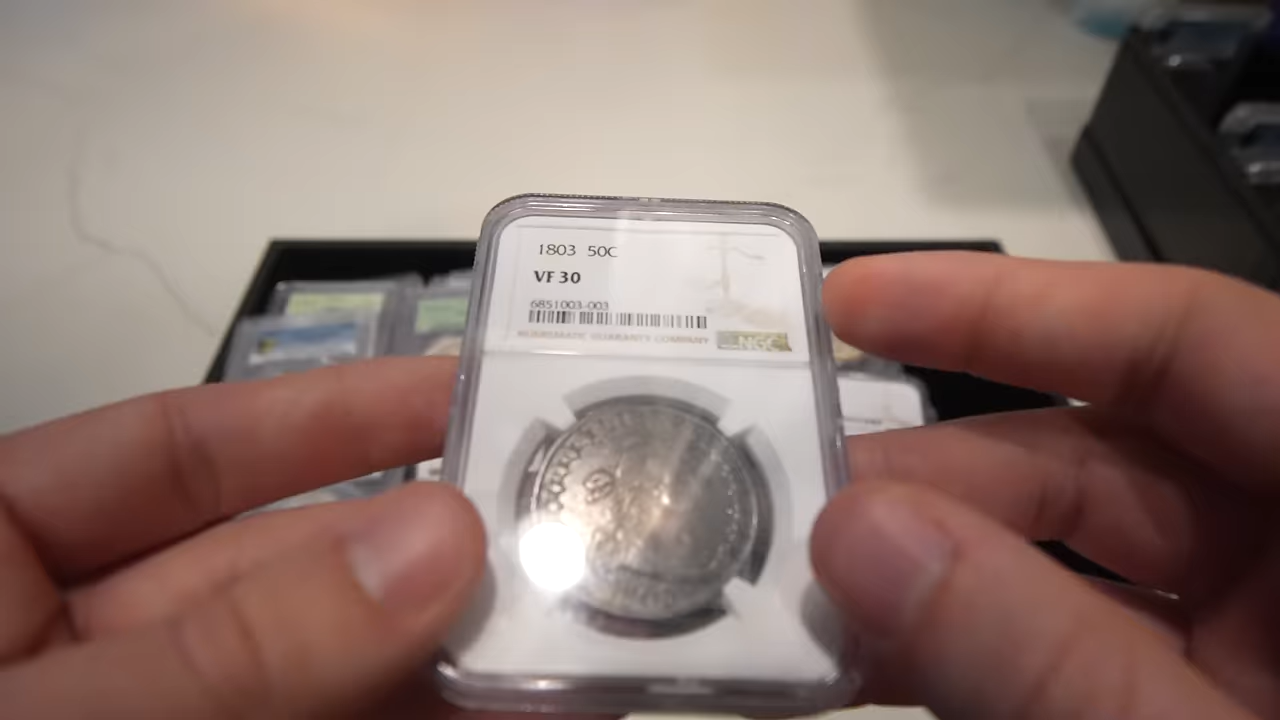 1803 50C
VF 30
6851003-003
NUMISMATIC GUARANTY COMPANY
NGC